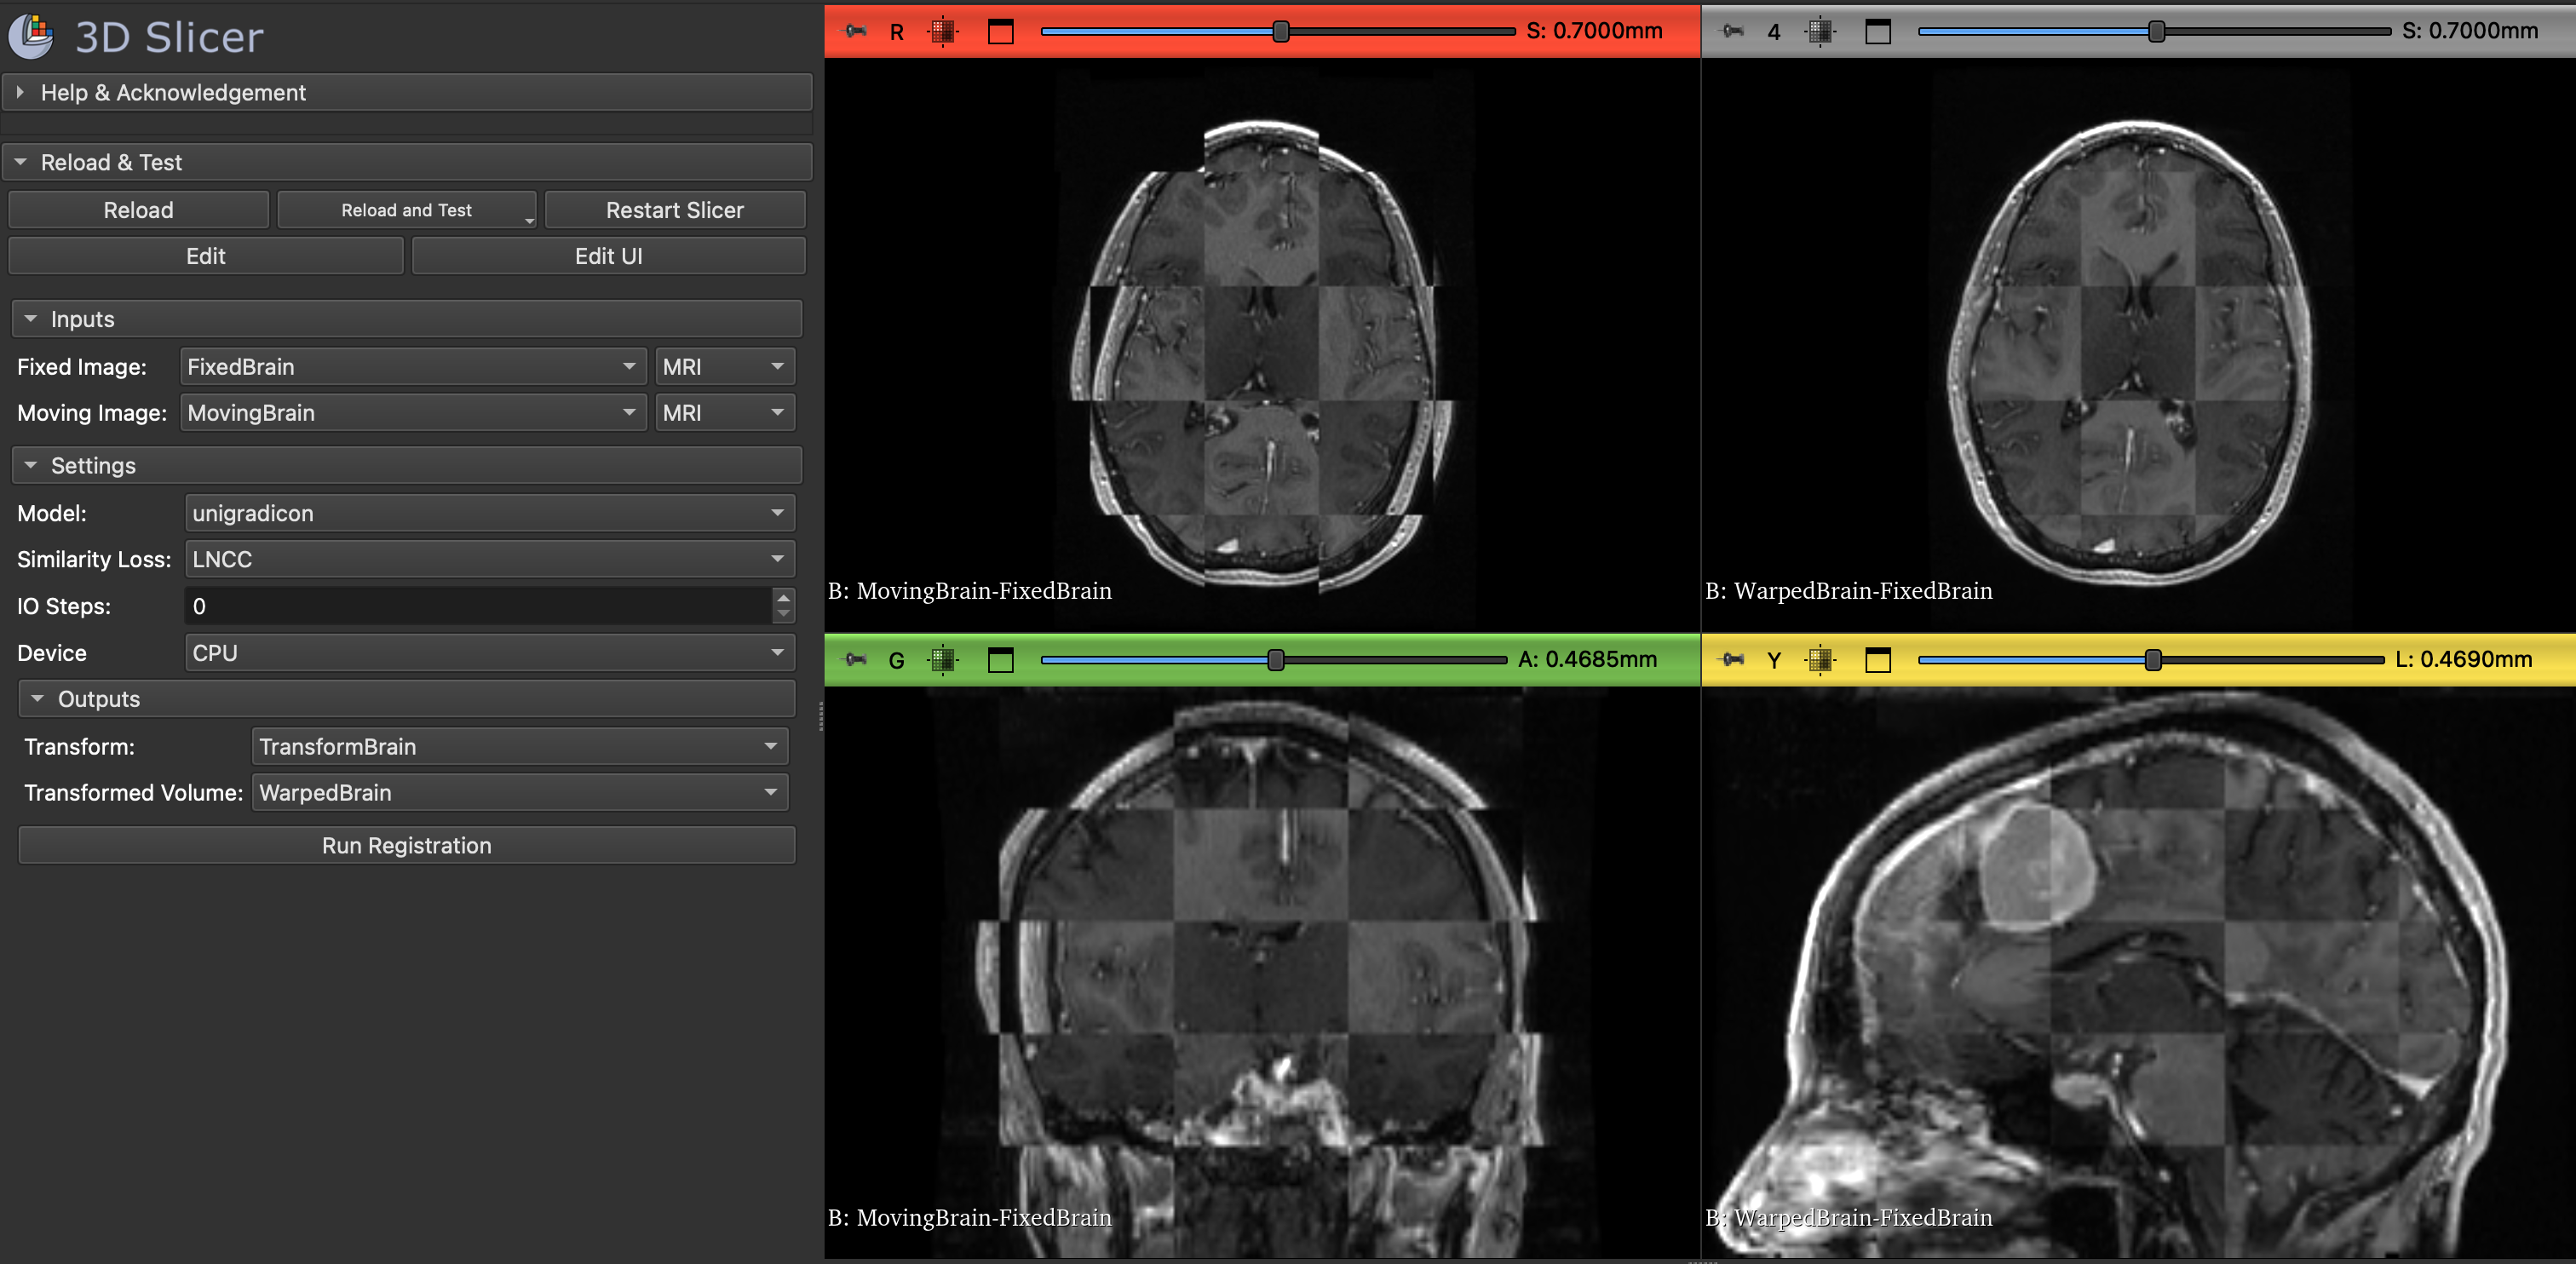 3D Slicer
Help & Acknowledgement
Reload & Test
Reload
Reload and Test
Restart Slicer
Edit
Edit UI
Inputs
Fixed Image: FixedBrain MRI
Moving Image: MovingBrain MRI
Settings
Model: unigradicon
Similarity Loss: LNCC
IO Steps: 0
Device CPU
Outputs
Transform: TransformBrain
Transformed Volume: WarpedBrain
Run Registration
R S: 0.7000mm
B: MovingBrain-FixedBrain
4 S: 0.7000mm
B: WarpedBrain-FixedBrain
G A: 0.4685mm
B: MovingBrain-FixedBrain
Y L: 0.4690mm
B: WarpedBrain-FixedBrain